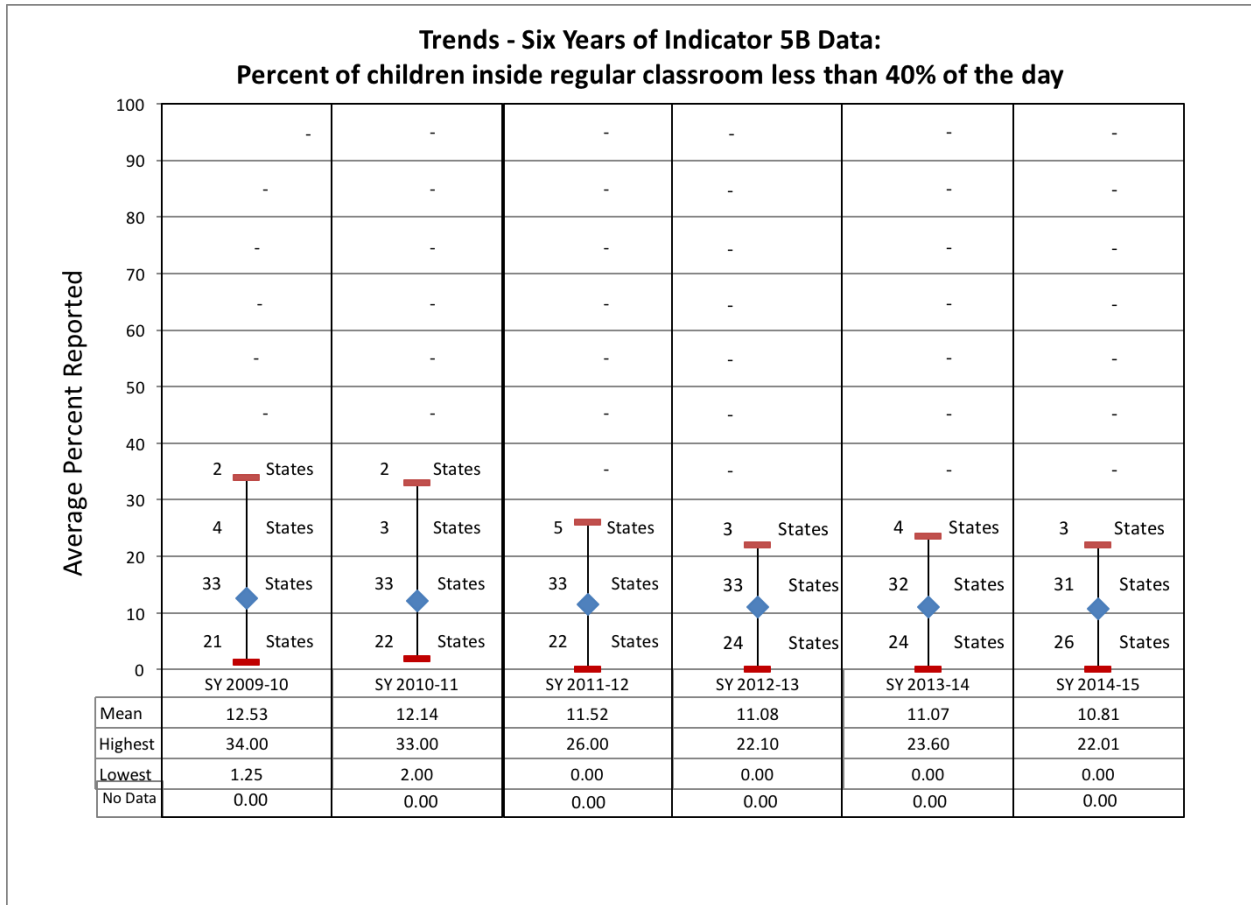 Trends - Six Years of Indicator 5B Data:
Percent of children inside regular classroom less than 40% of the day
Average Percent Reported
100
- - - - - -
90
- - - - - -
80
- - - - - -
70
- - - - - -
60
- - - - - -
50
- - - - - -
40
2 States 2 States - - - -
30
4 States 3 States 5 States 3 States 4 States 3 States
20
33 States 33 States 33 States 33 States 32 States 31 States
10
21 States 22 States 22 States 24 States 24 States 26 States
0
SY 2009-10 SY 2010-11 SY 2011-12 SY 2012-13 SY 2013-14 SY 2014-15
Mean 12.53 12.14 11.52 11.08 11.07 10.81
Highest 34.00 33.00 26.00 22.10 23.60 22.01
Lowest 1.25 2.00 0.00 0.00 0.00 0.00
No Data 0.00 0.00 0.00 0.00 0.00 0.00